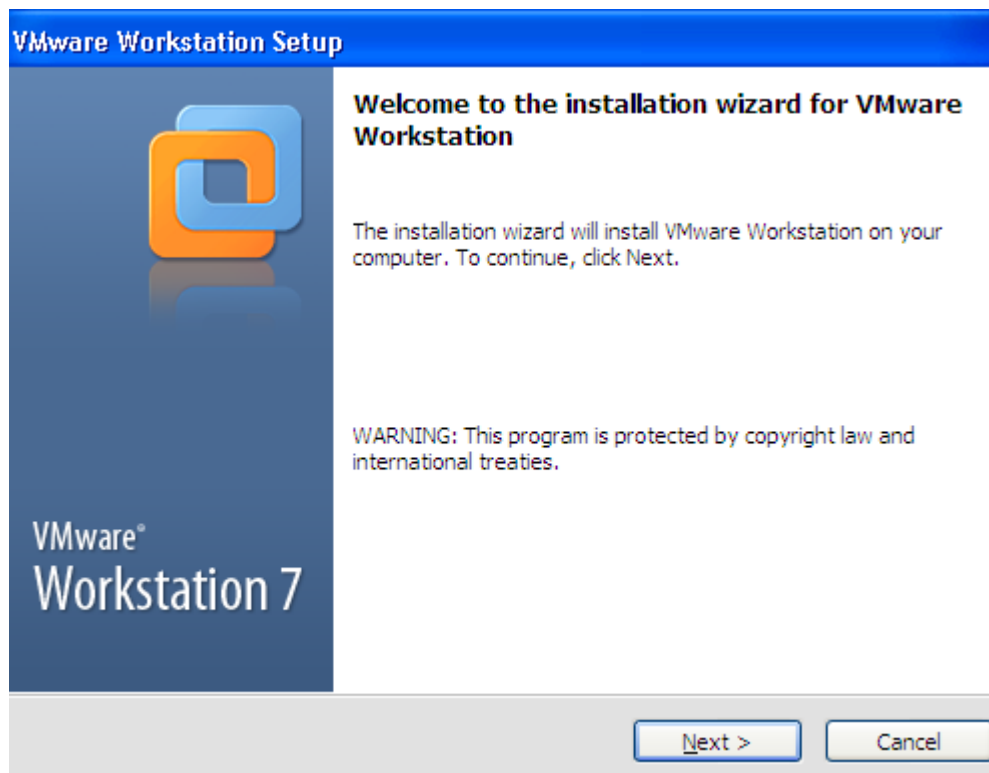 VMware Workstation Setup
Welcome to the installation wizard for VMware
Workstation
The installation wizard will install VMware Workstation on your
computer. To continue, click Next.
WARNING: This program is protected by copyright law and
international treaties.
VMware®
Workstation 7
Next >
Cancel